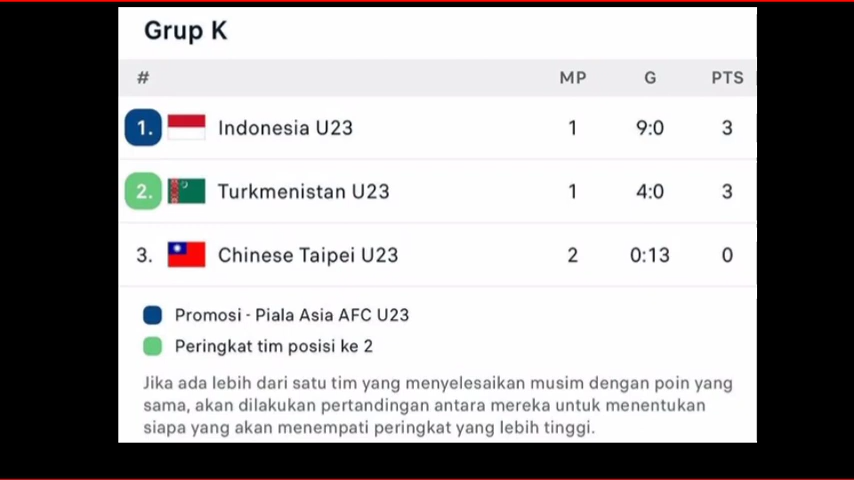 Grup K
# MP G PTS
1. Indonesia U23 1 9:0 3
2. Turkmenistan U23 1 4:0 3
3. Chinese Taipei U23 2 0:13 0
Promosi - Piala Asia AFC U23
Peringkat tim posisi ke 2
Jika ada lebih dari satu tim yang menyelesaikan musim dengan poin yang
sama, akan dilakukan pertandingan antara mereka untuk menentukan
siapa yang akan menempati peringkat yang lebih tinggi.